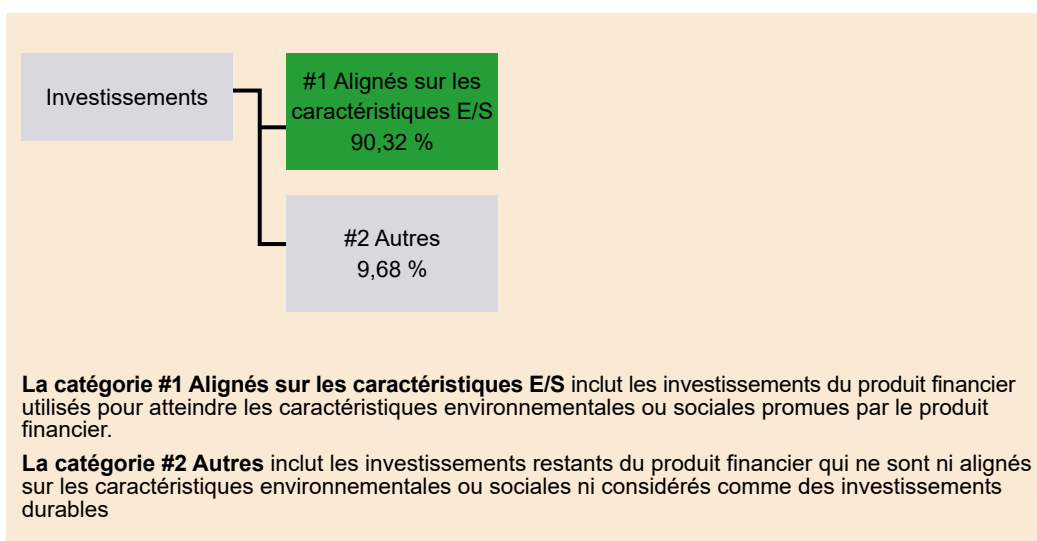 Investissements
#1 Alignés sur les
caractéristiques E/S
90,32 %
#2 Autres
9,68 %
La catégorie #1 Alignés sur les caractéristiques E/S inclut les investissements du produit financier
utilisés pour atteindre les caractéristiques environnementales ou sociales promues par le produit
financier.
La catégorie #2 Autres inclut les investissements restants du produit financier qui ne sont ni alignés
sur les caractéristiques environnementales ou sociales ni considérés comme des investissements
durables